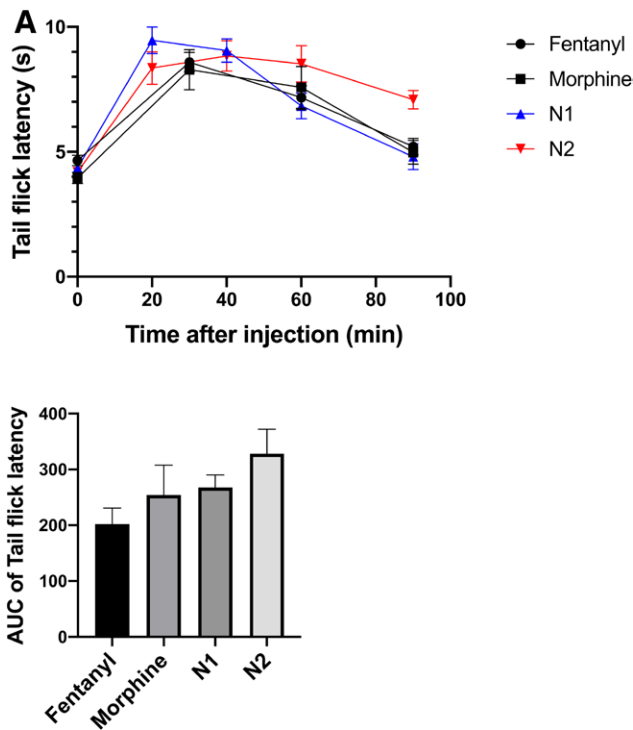 A
Tail flick latency (s)
10
5
0
0 20 40 60 80 100
Time after injection (min)
Fentanyl
Morphine
N1
N2
AUC of Tail flick latency
400
300
200
100
0
Fentanyl
Morphine
N1
N2